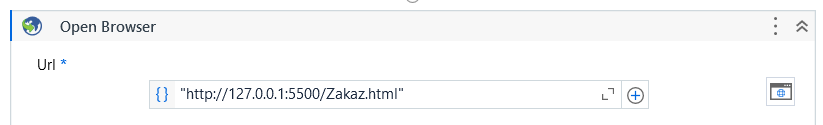 Open Browser
Url *
{} "http://127.0.0.1:5500/Zakaz.html"